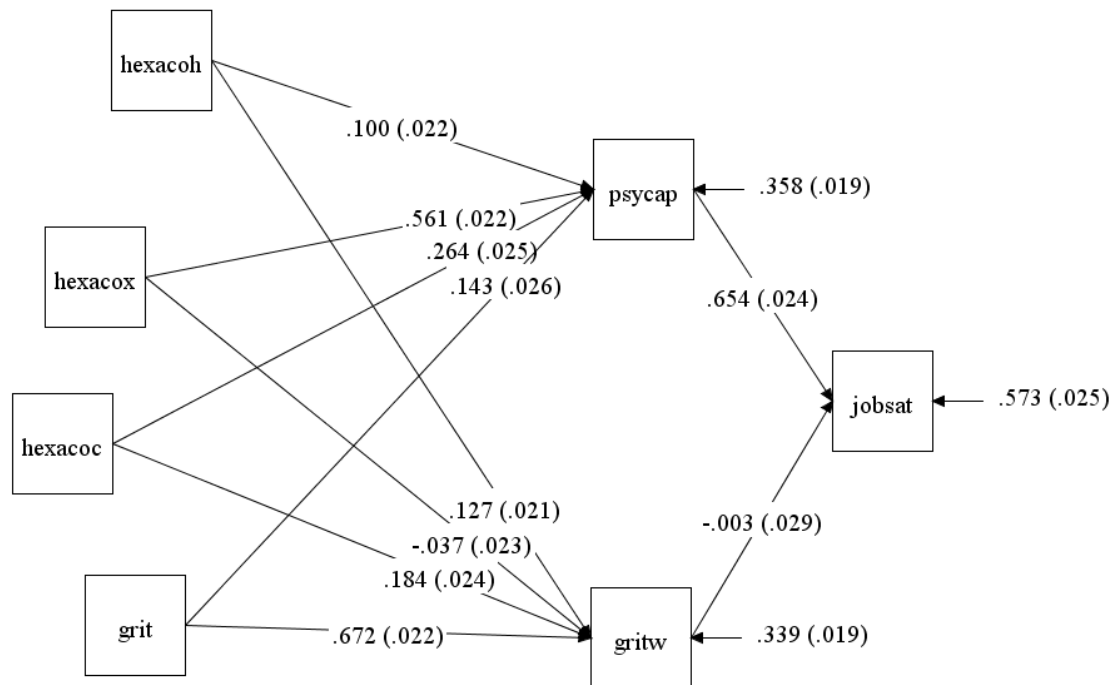 hexacoh
.100 (.022)
psycap
.358 (.019)
.561 (.022)
.264 (.025)
.143 (.026)
hexacox
.654 (.024)
jobsat
.573 (.025)
hexacoc
.127 (.021)
-.003 (.029)
-.037 (.023)
.184 (.024)
grit
.672 (.022)
gritw
.339 (.019)